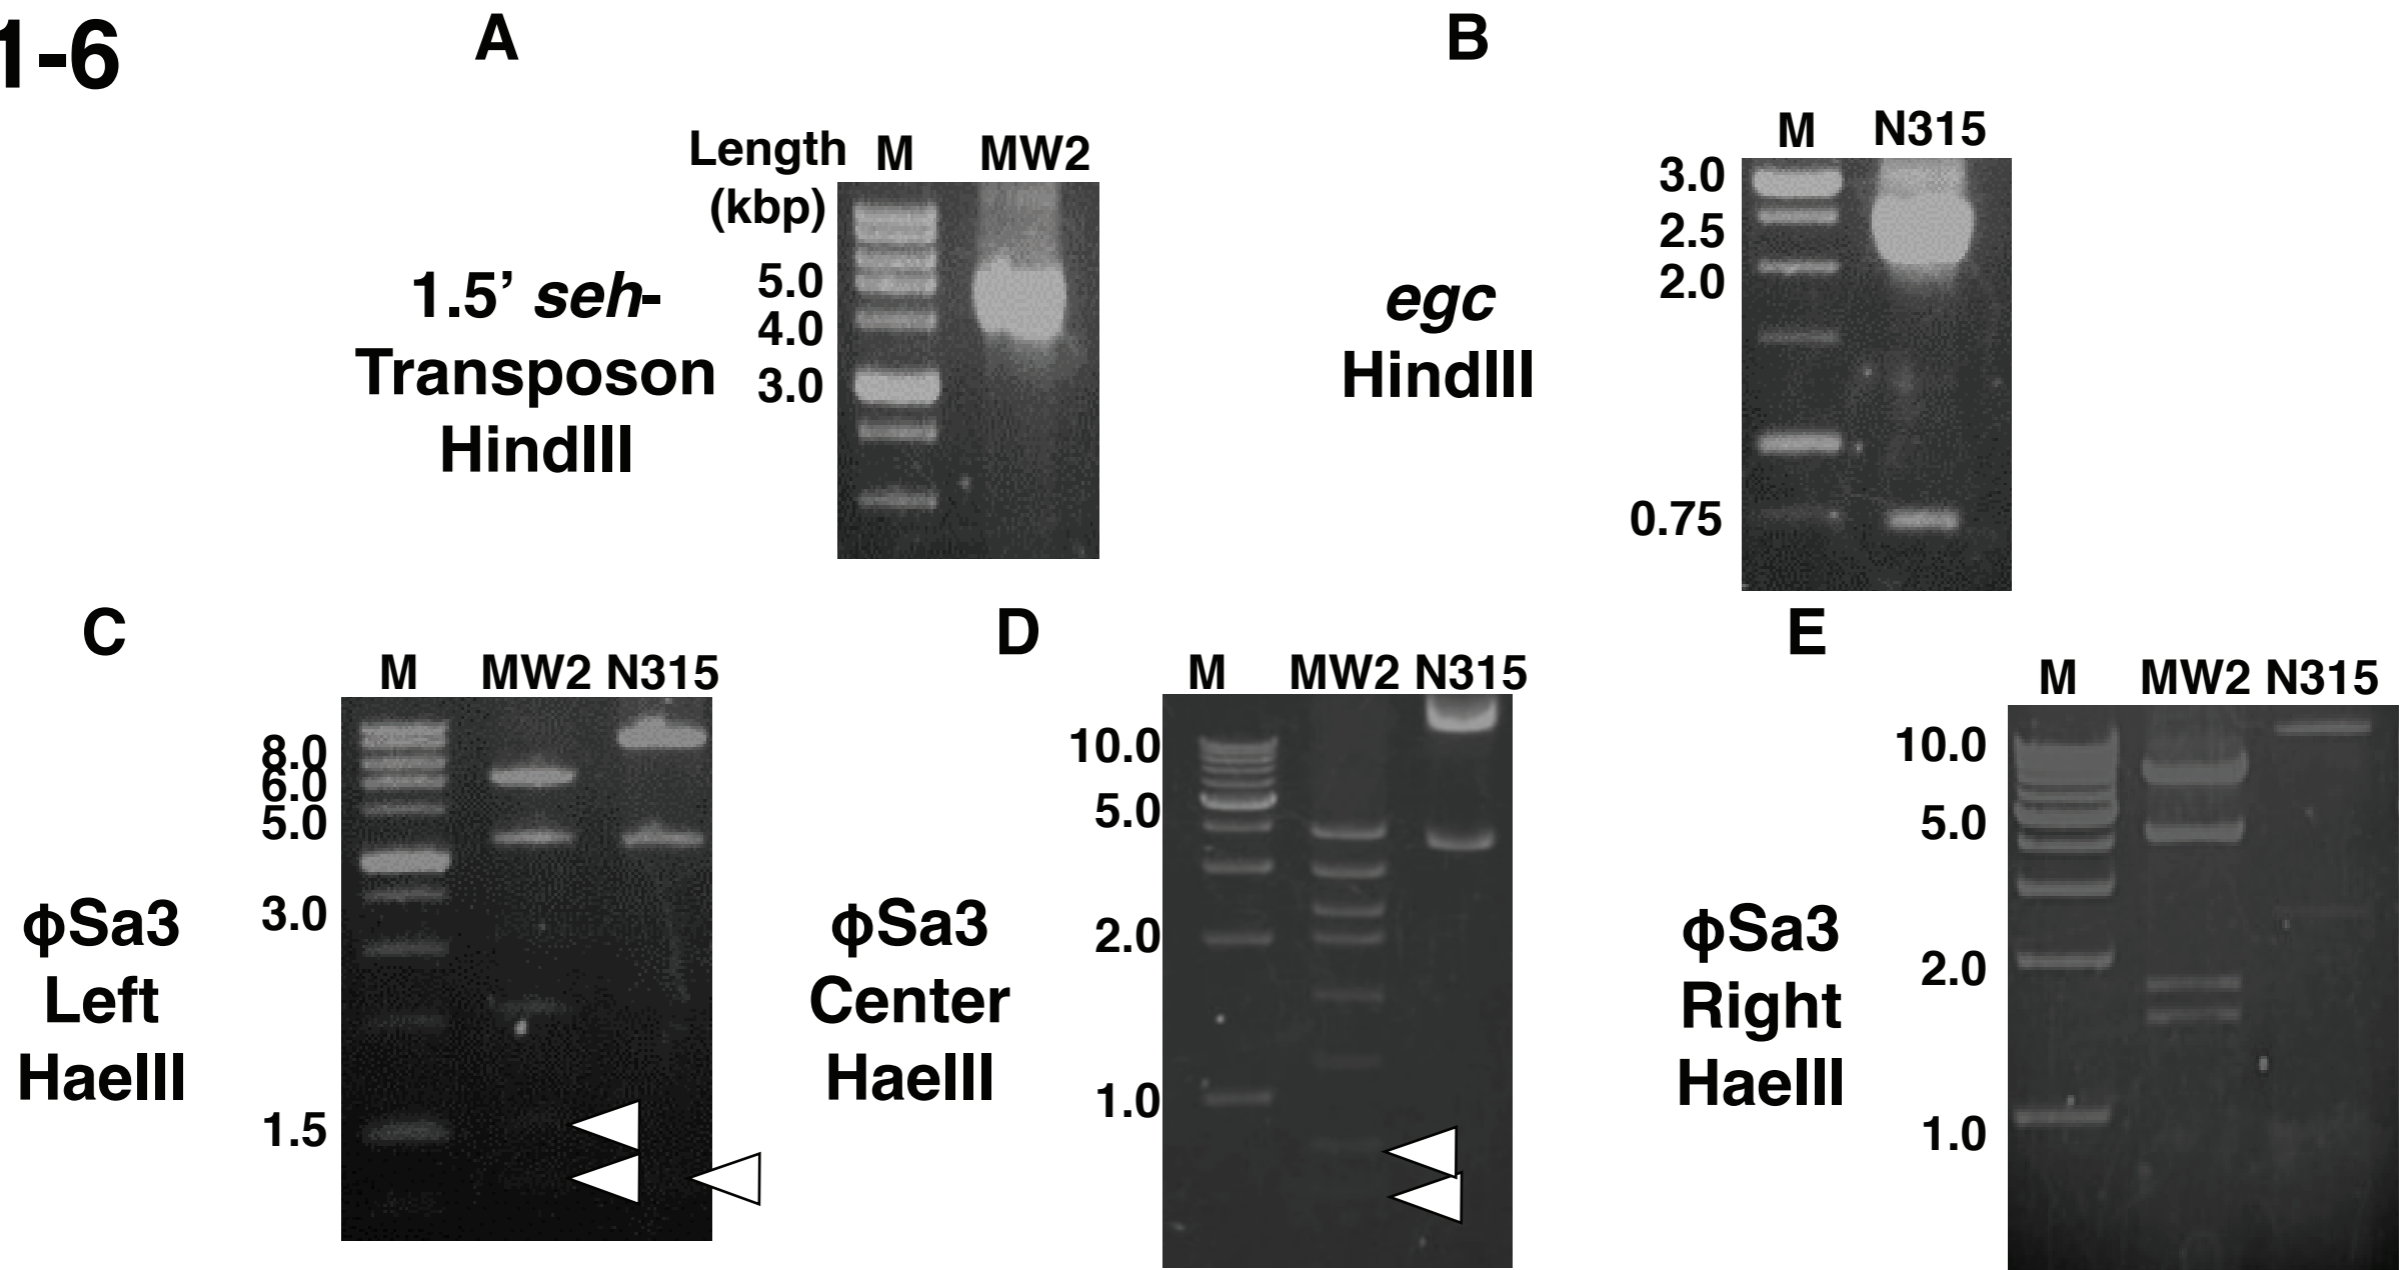 1-6
A
B
Length
(kbp)
M MW2
1.5’ seh-
Transposon
HindIII
5.0
4.0
3.0
M N315
egc
HindIII
3.0
2.5
2.0
0.75
C
D
E
M MW2 N315
ϕSa3
Left
HaeIII
8.0
6.0
5.0
3.0
1.5
M MW2 N315
ϕSa3
Center
HaeIII
10.0
5.0
2.0
1.0
M MW2 N315
ϕSa3
Right
HaeIII
10.0
5.0
2.0
1.0